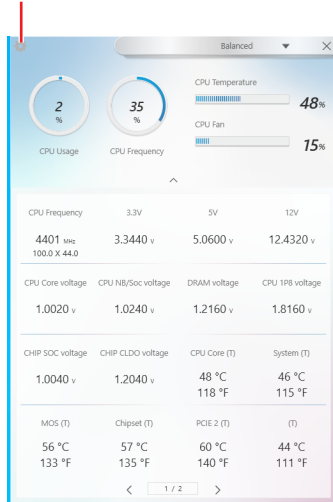 Balanced
2
%
CPU Usage
35
%
CPU Frequency
CPU Temperature
48%
CPU Fan
15%
CPU Frequency 3.3V 5V 12V
4401 MHz 3.3440 v 5.0600 v 12.4320 v
100.0 X 44.0
CPU Core voltage CPU NB/Soc voltage DRAM voltage CPU 1P8 voltage
1.0020 v 1.0240 v 1.2160 v 1.8160 v
CHIP SOC voltage CHIP CLDO voltage CPU Core (T) System (T)
1.0040 v 1.2040 v 48 °C 46 °C
118 °F 115 °F
MOS (T) Chipset (T) PCIE 2 (T) (T)
56 °C 57 °C 60 °C 44 °C
133 °F 135 °F 140 °F 111 °F
1 / 2